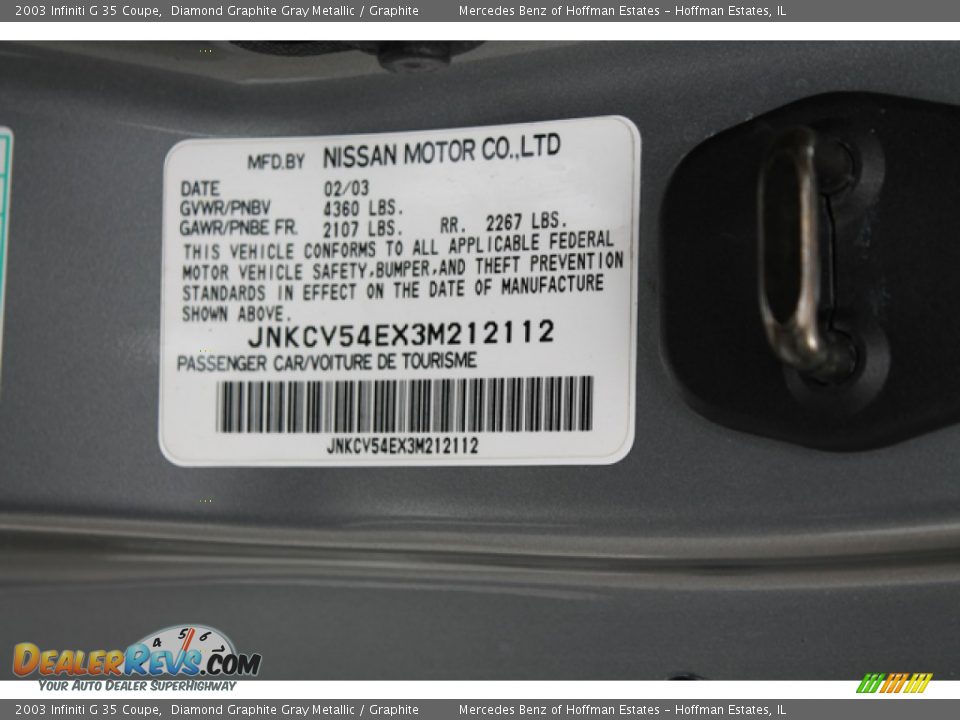 2003 Infiniti G 35 Coupe,  Diamond Graphite Gray Metallic / Graphite        Mercedes Benz of Hoffman Estates - Hoffman Estates, IL
MFD.BY NISSAN MOTOR CO.,LTD
DATE 02/03
GVWR/PNBV 4360 LBS.
GAWR/PNBE FR. 2107 LBS. RR. 2267 LBS.
THIS VEHICLE CONFORMS TO ALL APPLICABLE FEDERAL
MOTOR VEHICLE SAFETY,BUMPER,AND THEFT PREVENTION
STANDARDS IN EFFECT ON THE DATE OF MANUFACTURE
SHOWN ABOVE.
JNKCV54EX3M212112
PASSENGER CAR/VOITURE DE TOURISME
JNKCV54EX3M212112
4 5 6 7
DEALERREVS.COM
YOUR AUTO DEALER SUPERHIGHWAY
2003 Infiniti G 35 Coupe,  Diamond Graphite Gray Metallic / Graphite        Mercedes Benz of Hoffman Estates - Hoffman Estates, IL